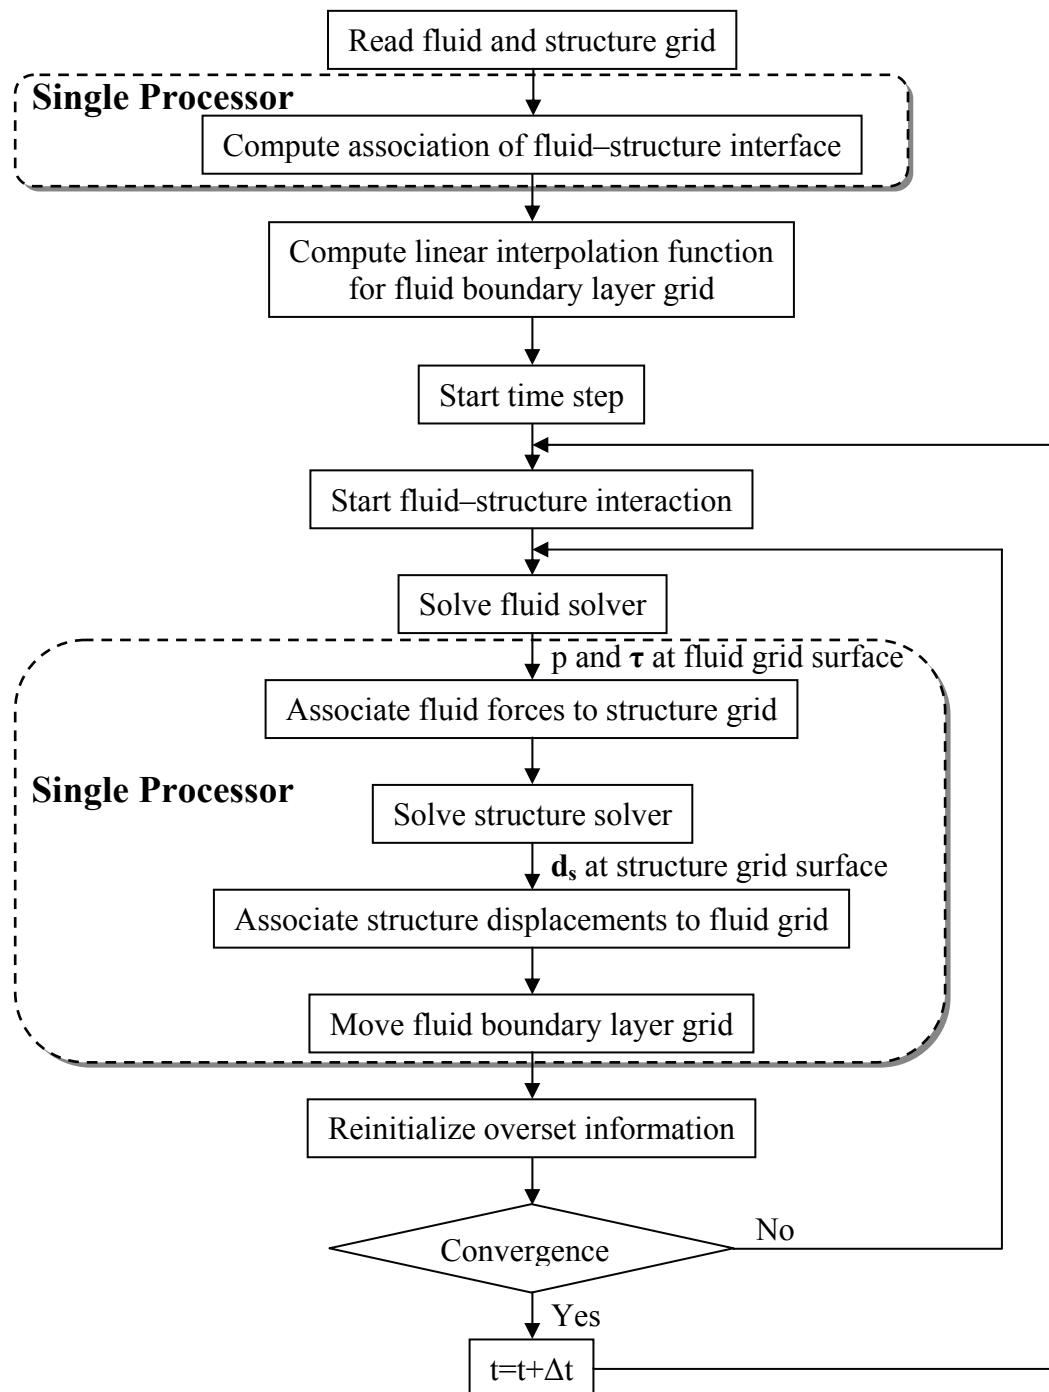 Read fluid and structure grid
Single Processor
Compute association of fluid–structure interface
Compute linear interpolation function
for fluid boundary layer grid
Start time step
Start fluid–structure interaction
Solve fluid solver
p and τ at fluid grid surface
Associate fluid forces to structure grid
Single Processor
Solve structure solver
dₛ at structure grid surface
Associate structure displacements to fluid grid
Move fluid boundary layer grid
Reinitialize overset information
No
Convergence
Yes
t=t+Δt